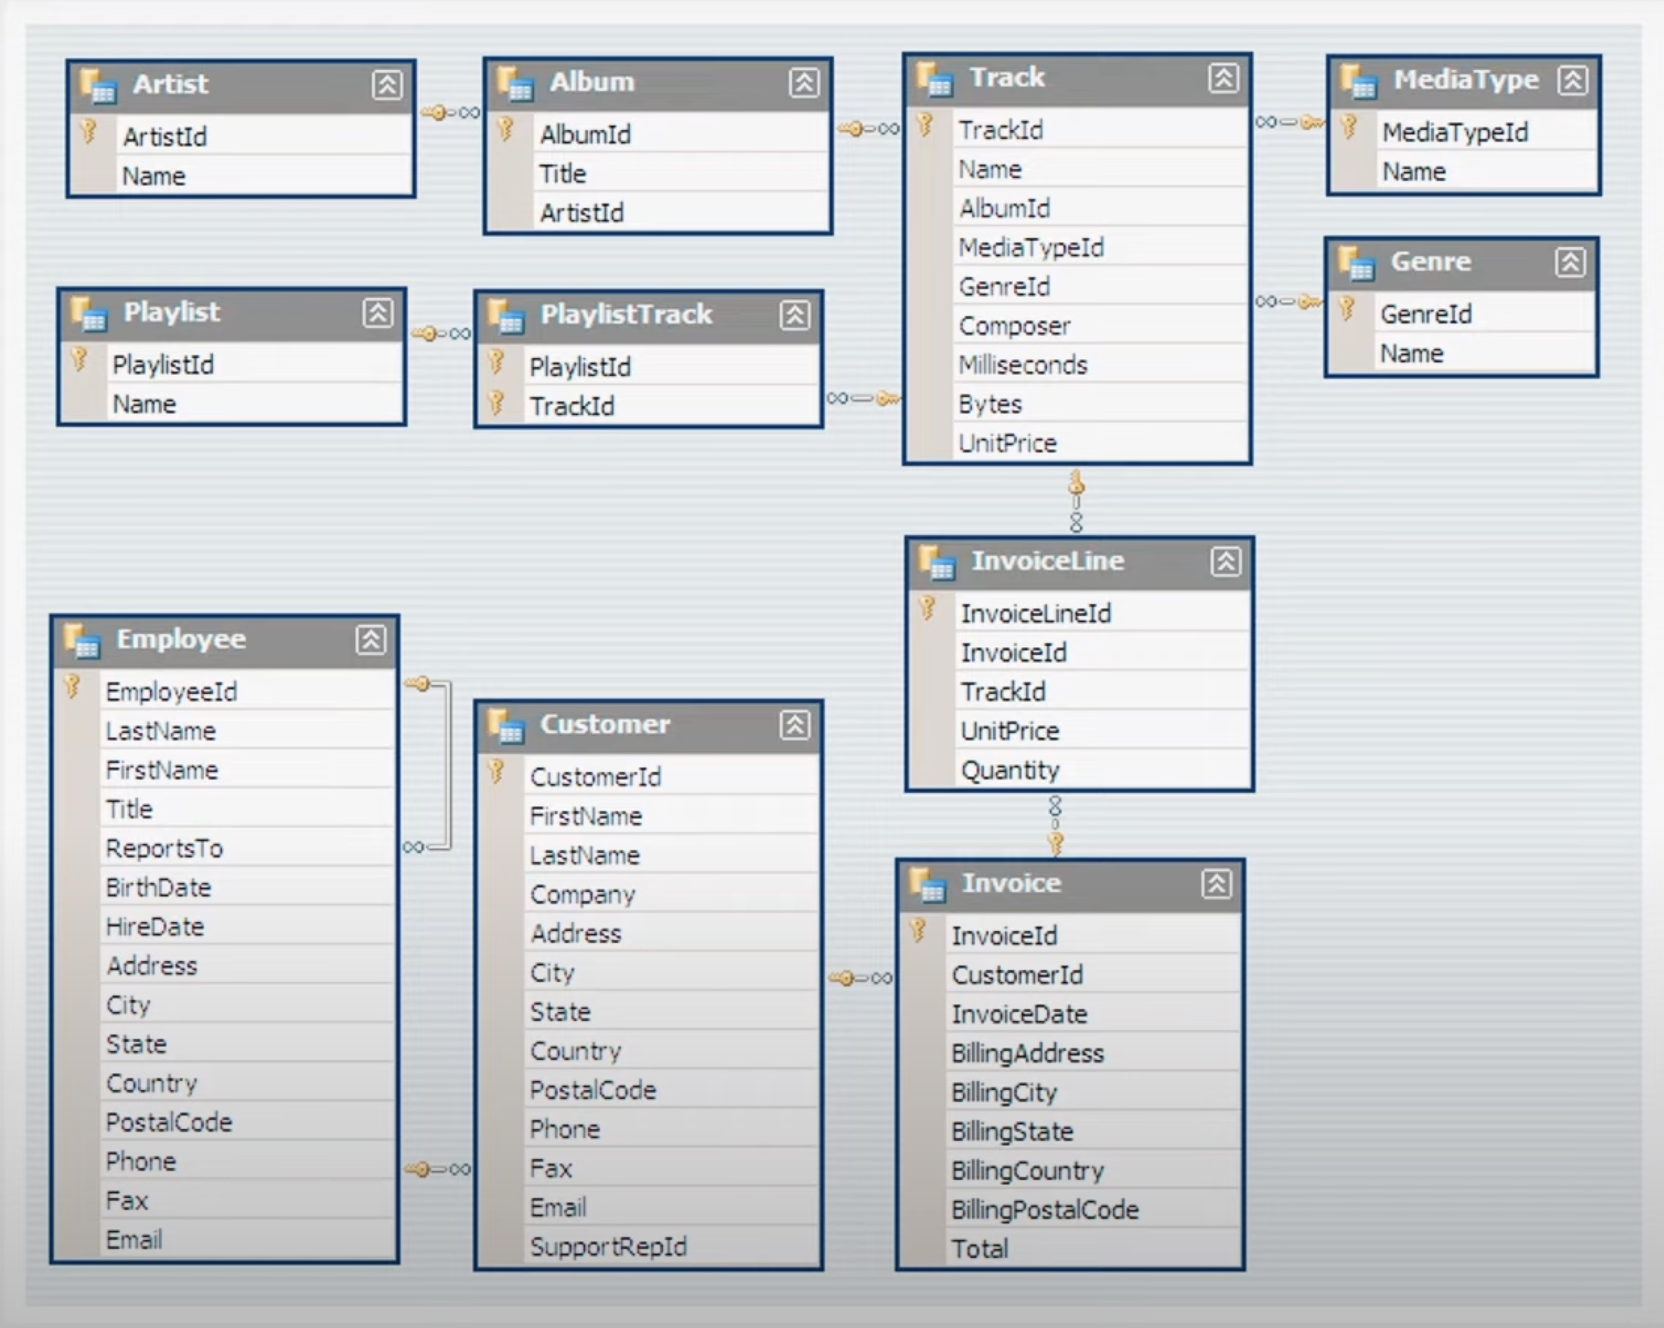 Artist
ArtistId
Name
Album
AlbumId
Title
ArtistId
Track
TrackId
Name
AlbumId
MediaTypeId
GenreId
Composer
Milliseconds
Bytes
UnitPrice
MediaType
MediaTypeId
Name
Genre
GenreId
Name
Playlist
PlaylistId
Name
PlaylistTrack
PlaylistId
TrackId
InvoiceLine
InvoiceLineId
InvoiceId
TrackId
UnitPrice
Quantity
Employee
EmployeeId
LastName
FirstName
Title
ReportsTo
BirthDate
HireDate
Address
City
State
Country
PostalCode
Phone
Fax
Email
Customer
CustomerId
FirstName
LastName
Company
Address
City
State
Country
PostalCode
Phone
Fax
Email
SupportRepId
Invoice
InvoiceId
CustomerId
InvoiceDate
BillingAddress
BillingCity
BillingState
BillingCountry
BillingPostalCode
Total